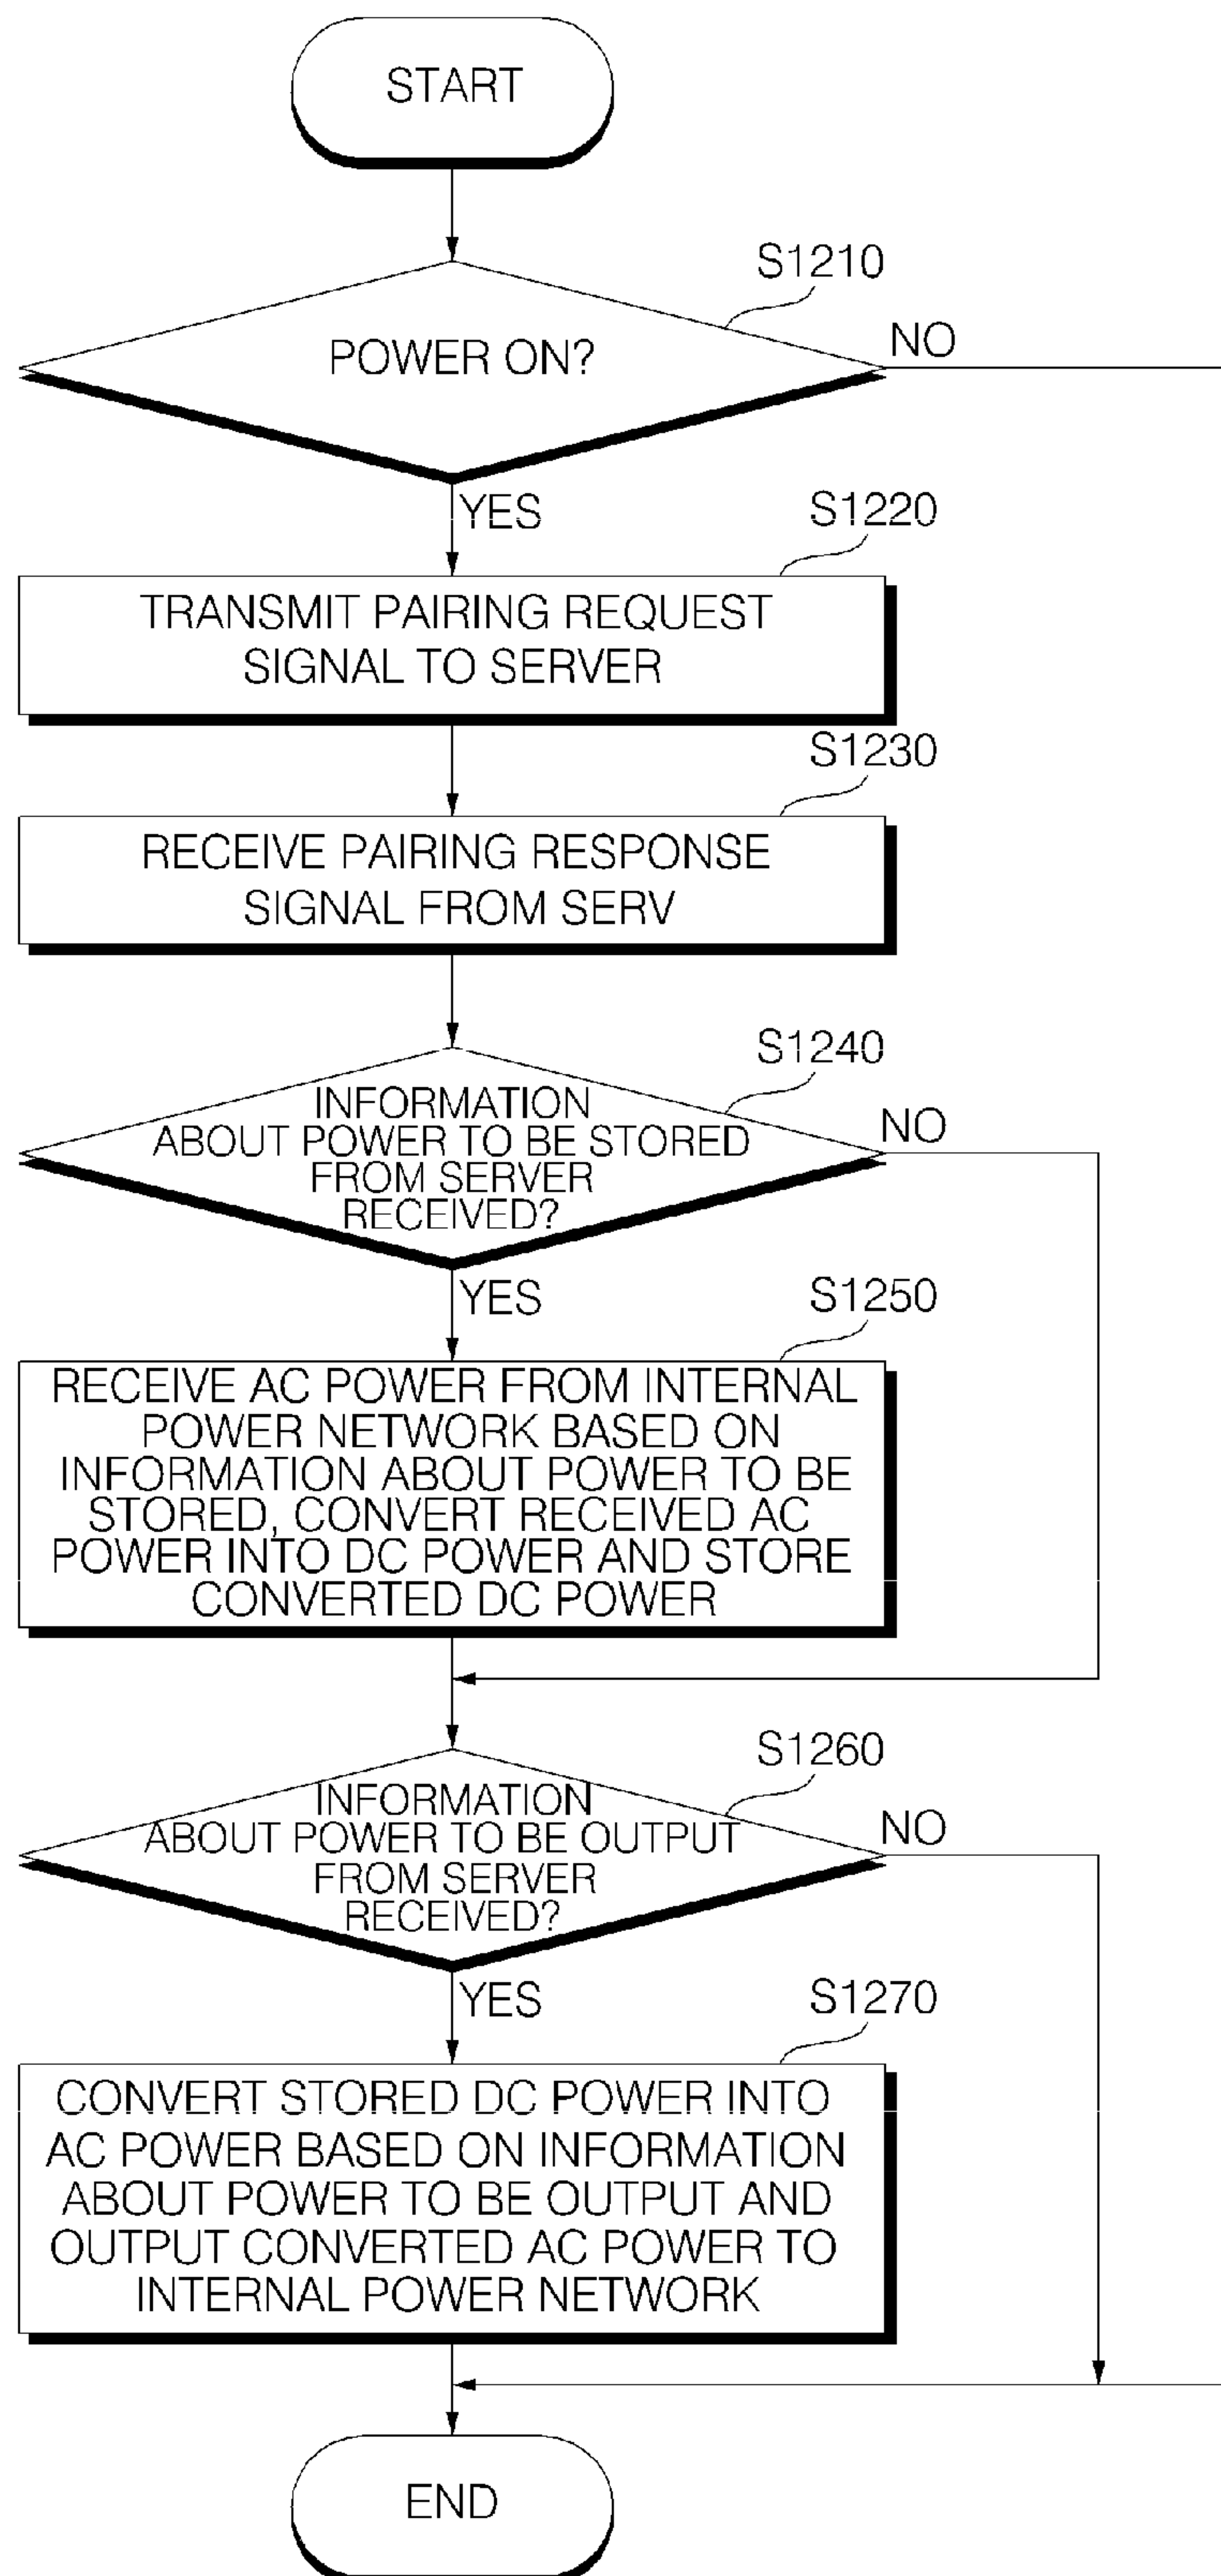 START
S1210
POWER ON?
NO
YES
S1220
TRANSMIT PAIRING REQUEST
SIGNAL TO SERVER
S1230
RECEIVE PAIRING RESPONSE
SIGNAL FROM SERV
S1240
INFORMATION
ABOUT POWER TO BE STORED
FROM SERVER
RECEIVED?
NO
YES
S1250
RECEIVE AC POWER FROM INTERNAL
POWER NETWORK BASED ON
INFORMATION ABOUT POWER TO BE
STORED, CONVERT RECEIVED AC
POWER INTO DC POWER AND STORE
CONVERTED DC POWER
S1260
INFORMATION
ABOUT POWER TO BE OUTPUT
FROM SERVER
RECEIVED?
NO
YES
S1270
CONVERT STORED DC POWER INTO
AC POWER BASED ON INFORMATION
ABOUT POWER TO BE OUTPUT AND
OUTPUT CONVERTED AC POWER TO
INTERNAL POWER NETWORK
END